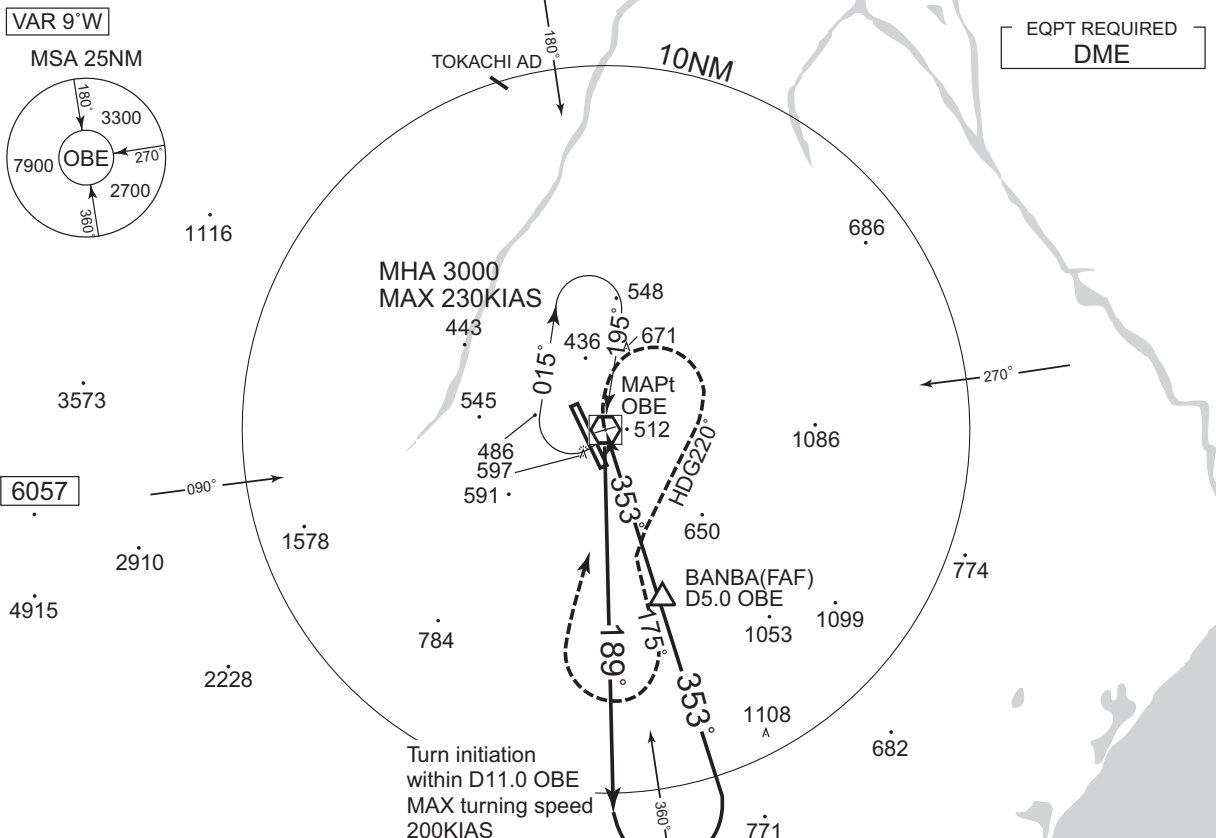 VAR 9°W
MSA 25NM
180°
3300
OBE
270°
7900
2700
360°
EQPT REQUIRED
DME
180°
TOKACHI AD
10NM
1116
686
MHA 3000
MAX 230KIAS
548
443
436
195°
671
015°
MAPt
OBE
270°
3573
545
512
1086
486
597
591
HDG220°
353°
6057
090°
650
1578
2910
774
BANBA(FAF)
D5.0 OBE
4915
1099
1053
175°
784
189°
2228
353°
1108
682
Turn initiation
within D11.0 OBE
MAX turning speed
200KIAS
360°
771